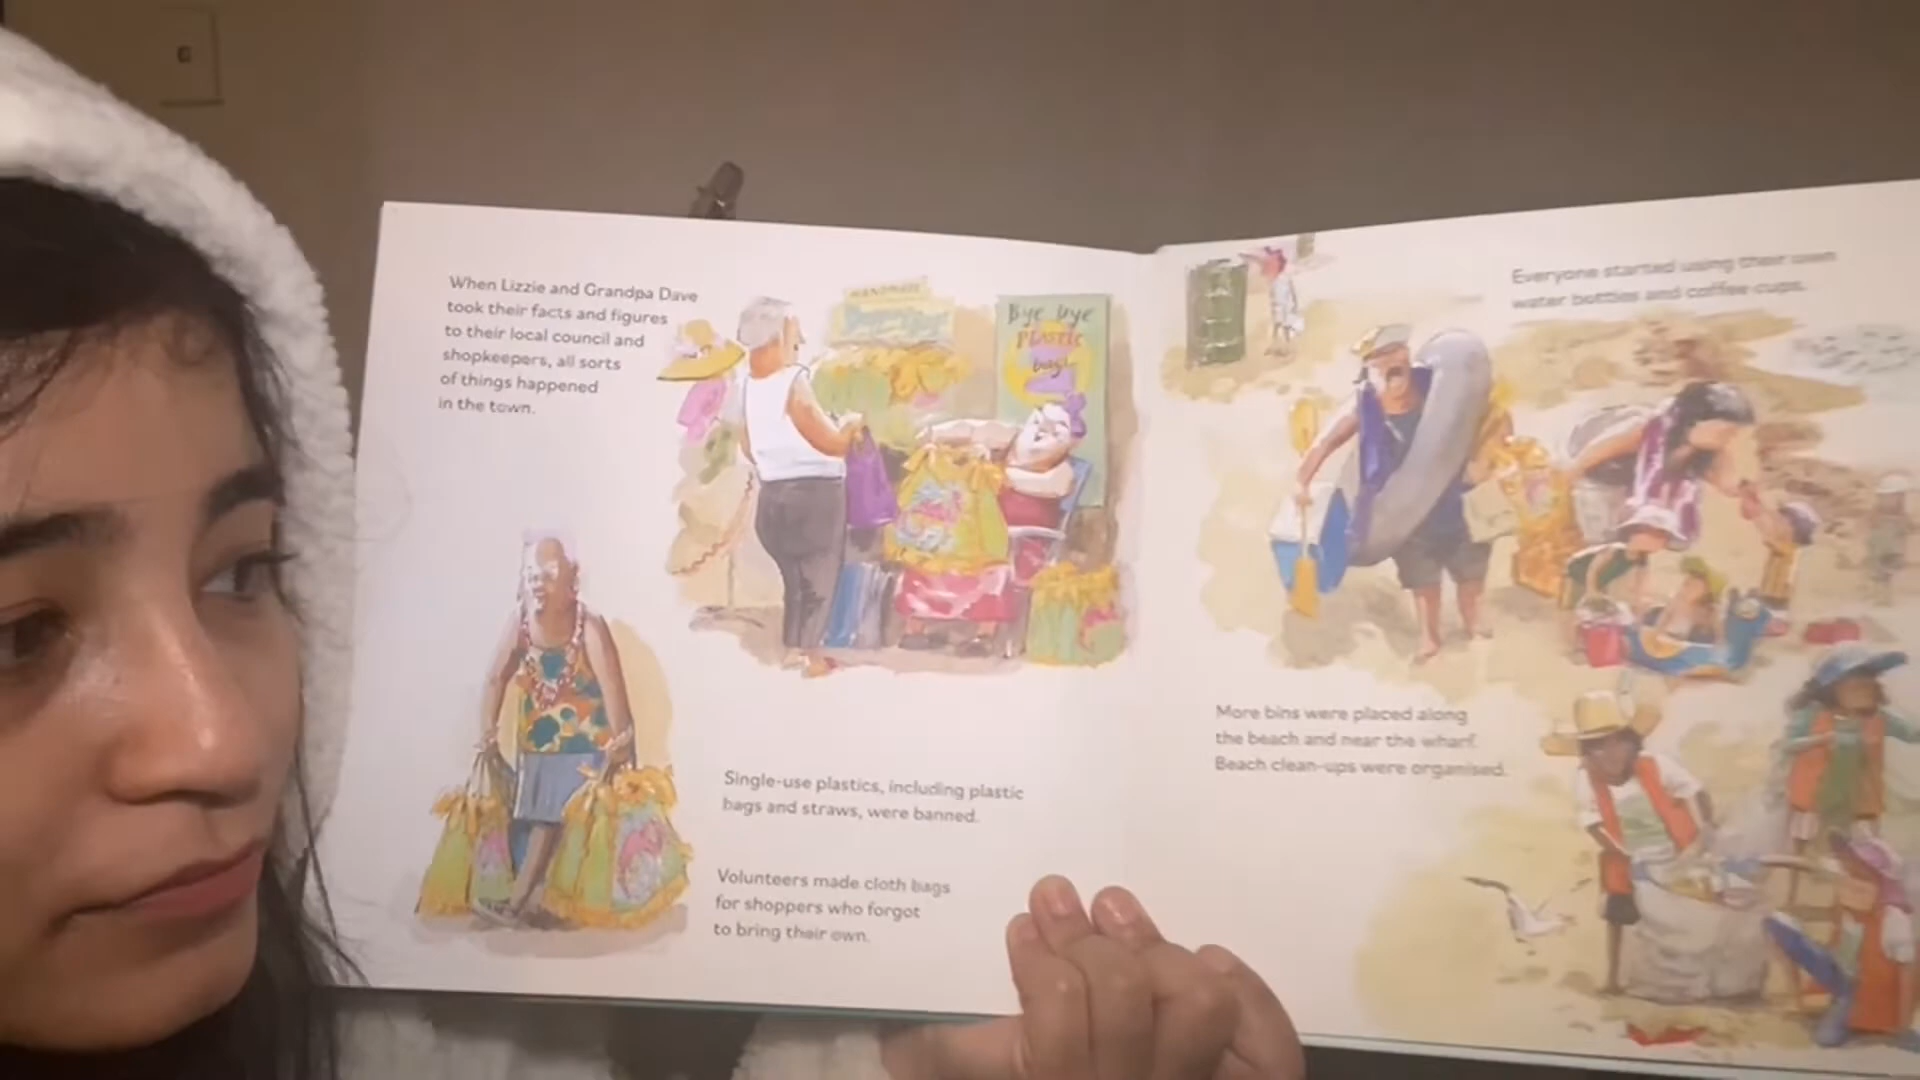 When Lizzie and Grandpa Dave
took their facts and figures
to their local council and
shopkeepers, all sorts
of things happened
in the town.
HANDMADE
Bye bye
PLASTIC
bags!
Single-use plastics, including plastic
bags and straws, were banned.
Volunteers made cloth bags
for shoppers who forgot
to bring their own.
Everyone started using their own
water bottles and coffee cups.
More bins were placed along
the beach and near the wharf.
Beach clean-ups were organised.